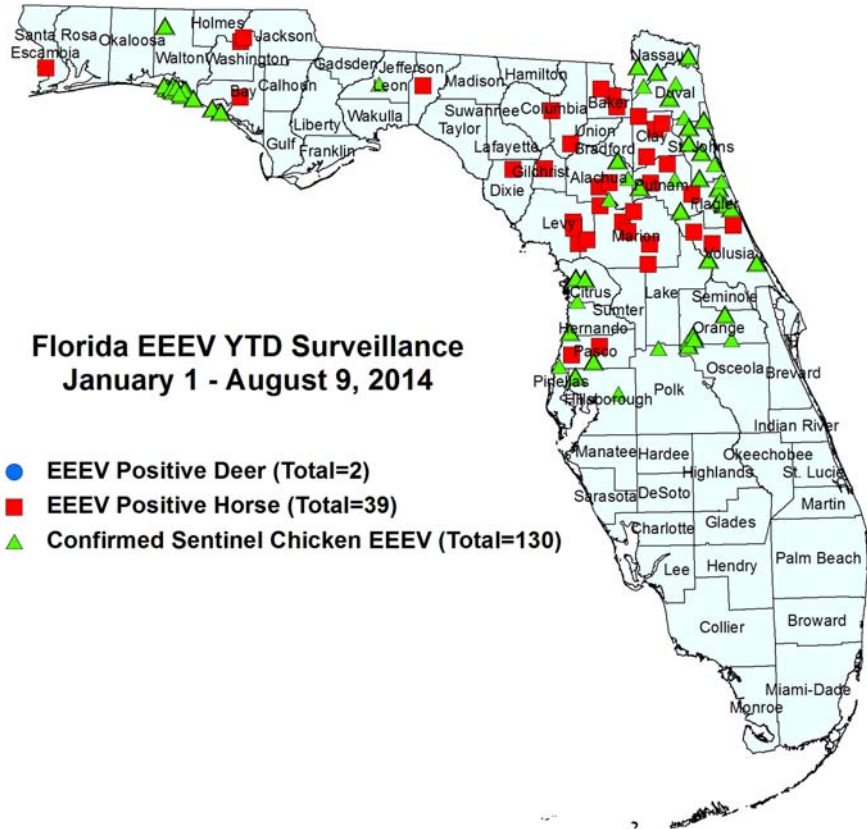 Holmes
Jackson
Santa Rosa
Okaloosa
Escambia
Walton
Washington
Gadsden
Jefferson
Leon
Madison
Hamilton
Nassau
Bay
Calhoun
Suwannee
Columbia
Baker
Duval
Liberty
Wakulla
Taylor
Union
Clay
Gulf
Franklin
Lafayette
Bradford
St. Johns
Gilchrist
Alachua
Putnam
Dixie
Flagler
Levy
Marion
Volusia
Citrus
Lake
Seminole
Sumter
Hernando
Orange
Florida EEEV YTD Surveillance
January 1 - August 9, 2014
Pasco
Osceola
Brevard
Pinellas
Polk
Hillsborough
Indian River
EEEV Positive Deer (Total=2)
Manatee
Hardee
Okeechobee
Highlands
St. Lucie
EEEV Positive Horse (Total=39)
Sarasota
DeSoto
Martin
Confirmed Sentinel Chicken EEEV (Total=130)
Charlotte
Glades
Lee
Hendry
Palm Beach
Collier
Broward
Miami-Dade
Monroe